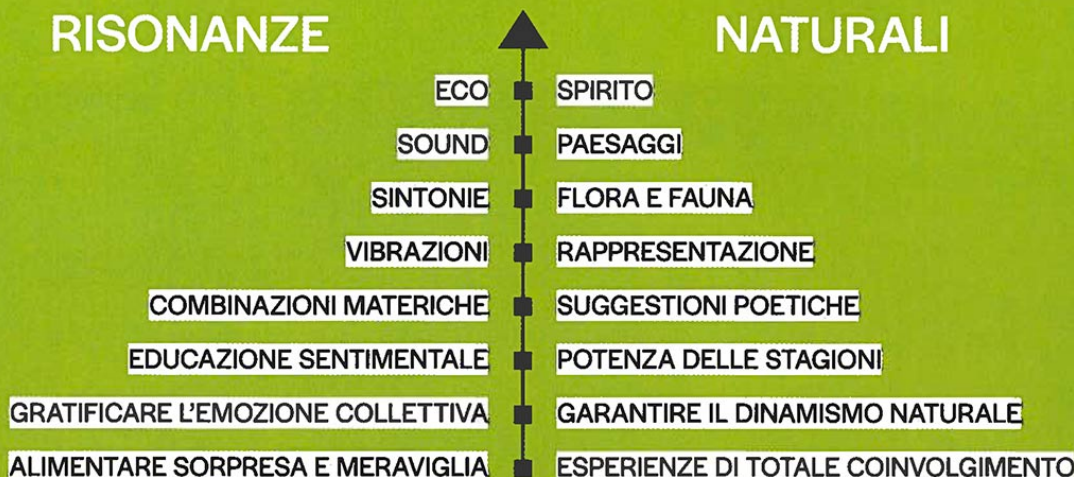 RISONANZE NATURALI
ECO SPIRITO
SOUND PAESAGGI
SINTONIE FLORA E FAUNA
VIBRAZIONI RAPPRESENTAZIONE
COMBINAZIONI MATERICHE SUGGESTIONI POETICHE
EDUCAZIONE SENTIMENTALE POTENZA DELLE STAGIONI
GRATIFICARE L'EMOZIONE COLLETTIVA GARANTIRE IL DINAMISMO NATURALE
ALIMENTARE SORPRESA E MERAVIGLIA ESPERIENZE DI TOTALE COINVOLGIMENTO